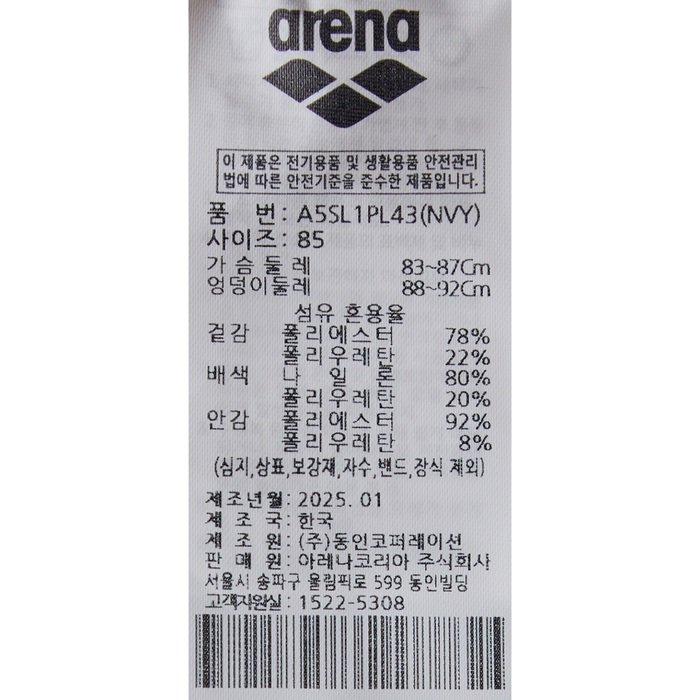 arena
이 제품은 전기용품 및 생활용품 안전관리
법에 따른 안전기준을 준수한 제품입니다.
품 번: A5SL1PL43(NVY)
사이즈: 85
가슴둘레 83~87Cm
엉덩이둘레 88~92Cm
섬유 혼용율
겉감 폴리에스터 78%
폴리우레탄 22%
배색 나일론 80%
폴리우레탄 20%
안감 폴리에스터 92%
폴리우레탄 8%
(심지,상표,보강재,자수,밴드,장식 제외)
제조년월: 2025. 01
제 조 국: 한국
제 조 원: (주)동인코퍼레이션
판 매 원: 아레나코리아 주식회사
서울시 송파구 올림픽로 599 동인빌딩
고객지원실: 1522-5308